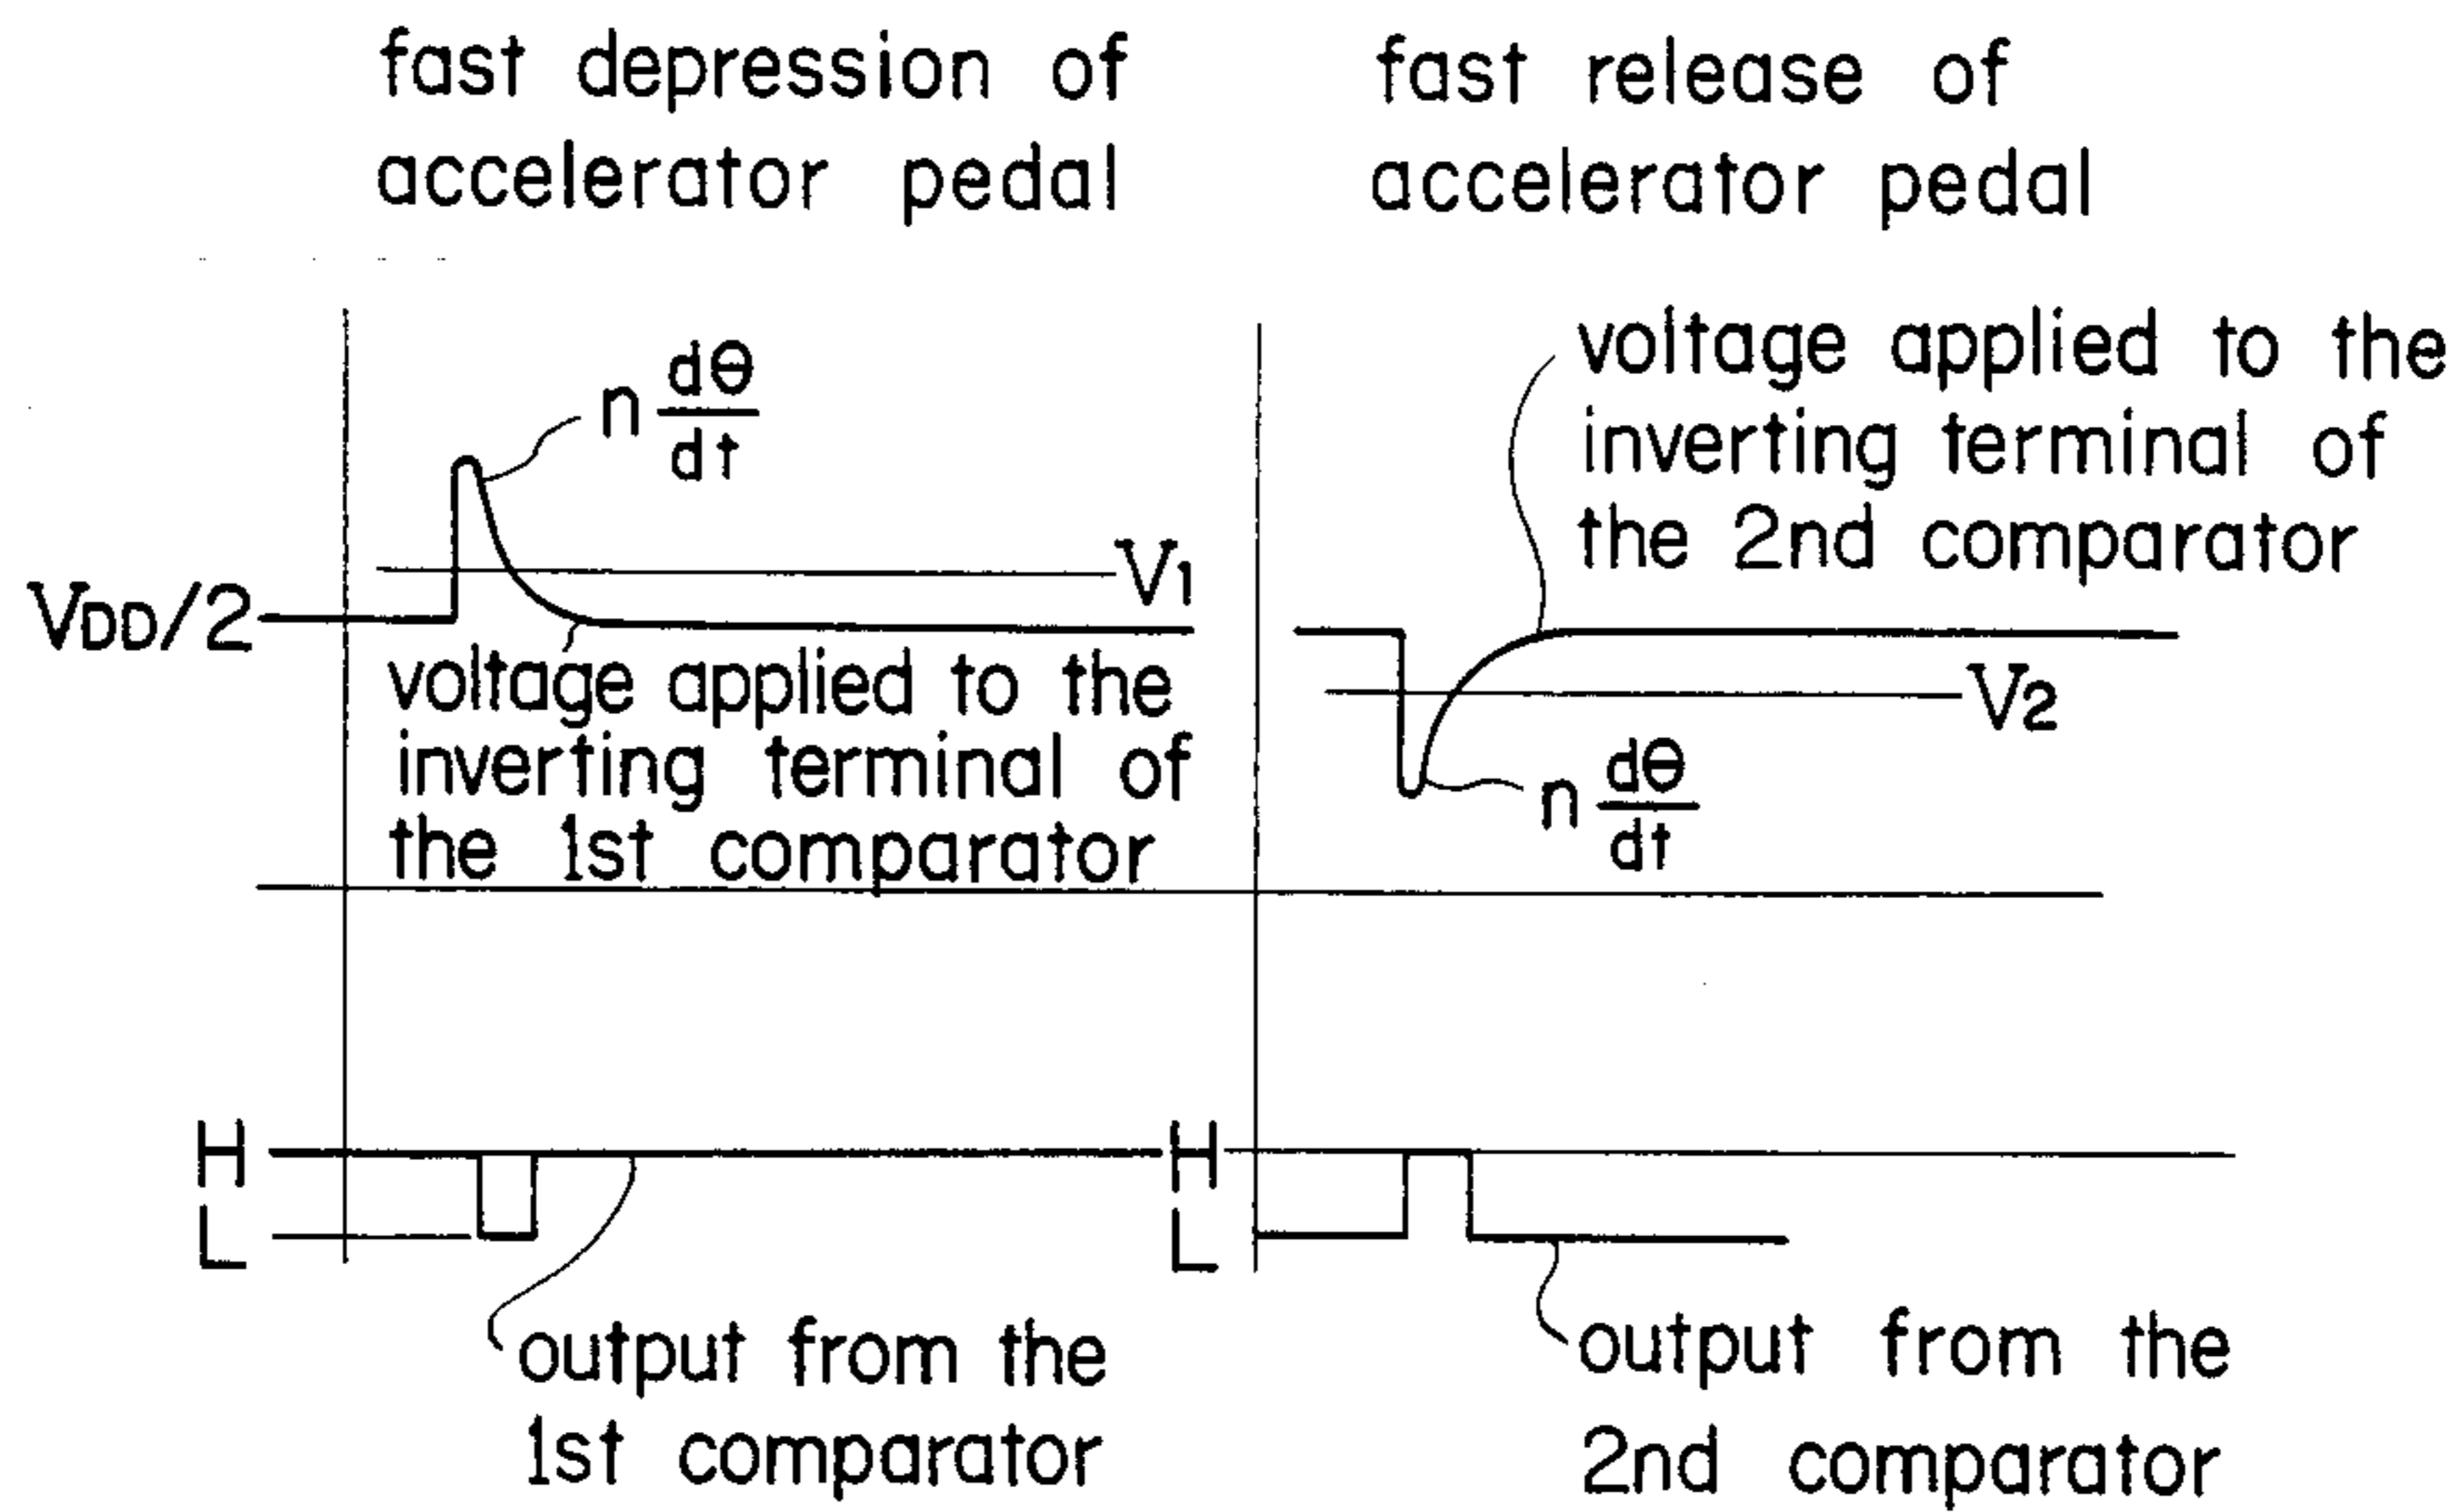 fast depression of
accelerator pedal
fast release of
accelerator pedal
n dθ/dt
V1
VDD/2
voltage applied to the
inverting terminal of
the 1st comparator
voltage applied to the
inverting terminal of
the 2nd comparator
V2
n dθ/dt
H
L
output from the
1st comparator
H
L
output from the
2nd comparator